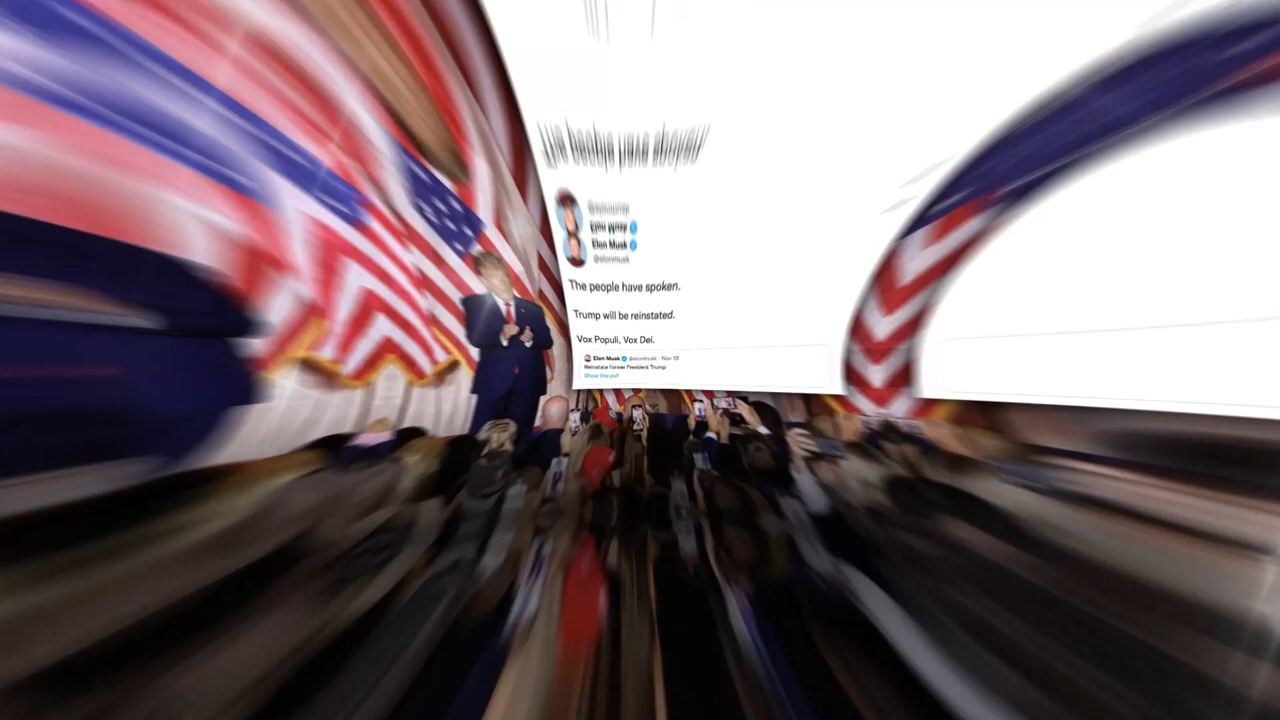 Elon Musk
@elonmusk
The people have spoken.
Trump will be reinstated.
Vox Populi, Vox Dei.
Elon Musk @elonmusk · Nov 18
Reinstate former President Trump
Show this poll